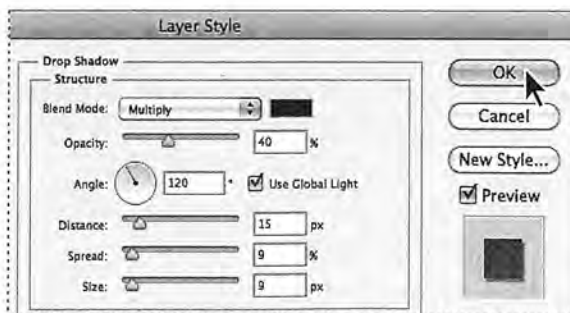 Layer Style
Drop Shadow
Structure
Blend Mode: Multiply
Opacity: 40 %
Angle: 120 ° Use Global Light
Distance: 15 px
Spread: 9 %
Size: 9 px
OK
Cancel
New Style...
Preview